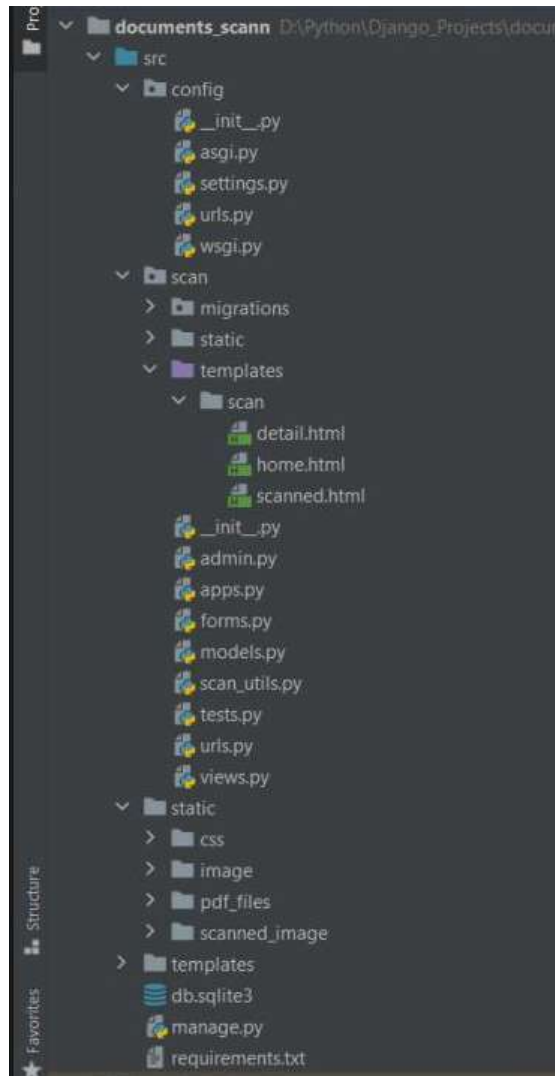 Pro
documents_scann D:\Python\Django_Projects\docu
src
config
__init__.py
asgi.py
settings.py
urls.py
wsgi.py
scan
migrations
static
templates
scan
detail.html
home.html
scanned.html
__init__.py
admin.py
apps.py
forms.py
models.py
scan_utils.py
tests.py
urls.py
views.py
static
css
image
pdf_files
scanned_image
templates
db.sqlite3
manage.py
requirements.txt
Structure
Favorites